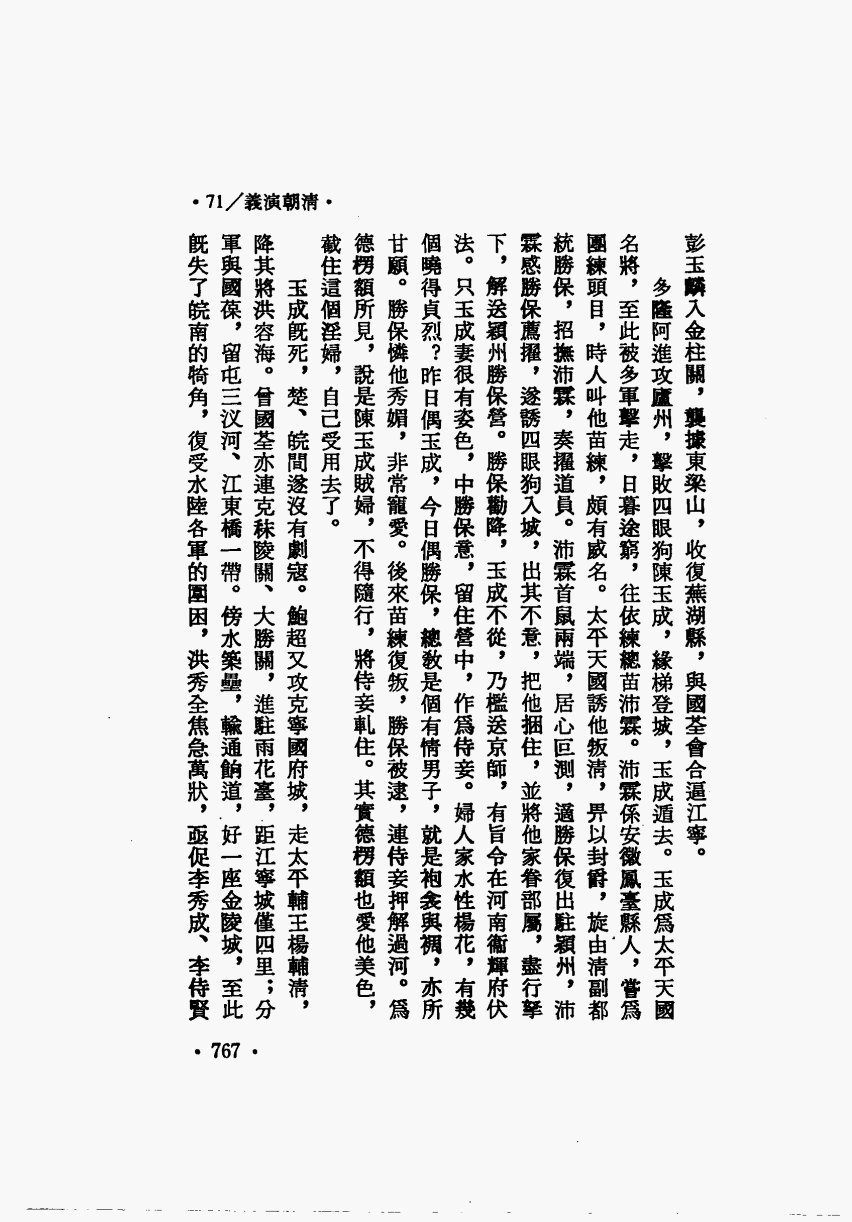 •71／義演朝清•
彭玉麟入金柱關，襲據東梁山，收復蕪湖縣，與國荃會合逼江寧。
多隆阿進攻廬州，擊敗四眼狗陳玉成，緣梯登城，玉成遁去。玉成爲太平天國
名將，至此被多軍擊走，日暮途窮，往依練總苗沛霖。沛霖係安徽鳳臺縣人，嘗爲
團練頭目，時人叫他苗練，頗有威名。太平天國誘他叛清，畀以封爵，旋由清副都
統勝保，招撫沛霖，奏擢道員。沛霖首鼠兩端，居心叵測，適勝保復出駐潁州，沛
霖感勝保薦擢，遂誘四眼狗入城，出其不意，把他捆住，並將他家眷部屬，盡行拏
下，解送潁州勝保營。勝保勸降，玉成不從，乃檻送京師，有旨令在河南衞輝府伏
法。只玉成妻很有姿色，中勝保意，留住營中，作爲侍妾。婦人家水性楊花，有幾
個曉得貞烈？昨日偶玉成，今日偶勝保，總教是個有情男子，就是袍衾與裯，亦所
甘願。勝保憐他秀媚，非常寵愛。後來苗練復叛，勝保被逮，連侍妾押解過河。爲
德楞額所見，說是陳玉成賊婦，不得隨行，將侍妾軋住。其實德楞額也愛他美色，
截住這個淫婦，自己受用去了。
玉成旣死，楚、皖間遂沒有劇寇。鮑超又攻克寧國府城，走太平輔王楊輔清，
降其將洪容海。曾國荃亦連克秣陵關、大勝關，進駐雨花臺，距江寧城僅四里；分
軍與國葆，留屯三汊河、江東橋一帶。傍水築壘，輸通餉道，好一座金陵城，至此
旣失了皖南的犄角，復受水陸各軍的圍困，洪秀全焦急萬狀，亟促李秀成、李侍賢
•767•